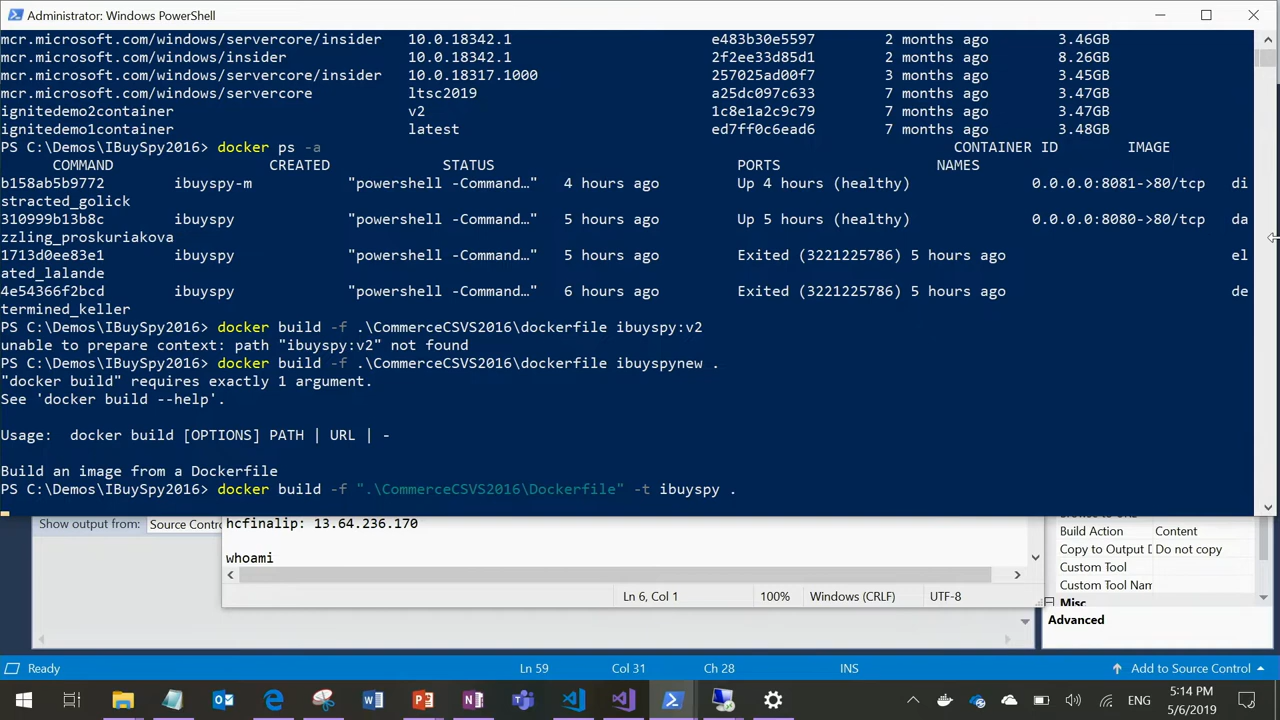 Administrator: Windows PowerShell
mcr.microsoft.com/windows/servercore/insider 10.0.18342.1 e483b30e5597 2 months ago 3.46GB
mcr.microsoft.com/windows/insider 10.0.18342.1 2f2ee33d85d1 2 months ago 8.26GB
mcr.microsoft.com/windows/servercore/insider 10.0.18317.1000 257025ad00f7 3 months ago 3.45GB
mcr.microsoft.com/windows/servercore ltsc2019 a25dc097c633 7 months ago 3.47GB
ignitedemo2container v2 1c8e1a2c9c79 7 months ago 3.47GB
ignitedemo1container latest ed7ff0c6ead6 7 months ago 3.48GB
PS C:\Demos\IBuySpy2016> docker ps -a CONTAINER ID IMAGE
COMMAND CREATED STATUS PORTS NAMES
b158ab5b9772 ibuyspy-m "powershell -Command…" 4 hours ago Up 4 hours (healthy) 0.0.0.0:8081->80/tcp di
stracted_golick
310999b13b8c ibuyspy "powershell -Command…" 5 hours ago Up 5 hours (healthy) 0.0.0.0:8080->80/tcp da
zzling_proskuriakova
1713d0ee83e1 ibuyspy "powershell -Command…" 5 hours ago Exited (3221225786) 5 hours ago el
ated_lalande
4e54366f2bcd ibuyspy "powershell -Command…" 6 hours ago Exited (3221225786) 5 hours ago de
termined_keller
PS C:\Demos\IBuySpy2016> docker build -f .\CommerceCSVS2016\dockerfile ibuyspy:v2
unable to prepare context: path "ibuyspy:v2" not found
PS C:\Demos\IBuySpy2016> docker build -f .\CommerceCSVS2016\dockerfile ibuyspynew .
"docker build" requires exactly 1 argument.
See 'docker build --help'.
Usage: docker build [OPTIONS] PATH | URL | -
Build an image from a Dockerfile
PS C:\Demos\IBuySpy2016> docker build -f ".\CommerceCSVS2016\Dockerfile" -t ibuyspy .
Show output from: Source Contro
hcfinalip: 13.64.236.170
whoami
Ln 6, Col 1 100% Windows (CRLF) UTF-8
Build Action Content
Copy to Output D Do not copy
Custom Tool
Custom Tool Nam
Misc
Advanced
Ready Ln 59 Col 31 Ch 28 INS Add to Source Control
ENG 5:14 PM
5/6/2019